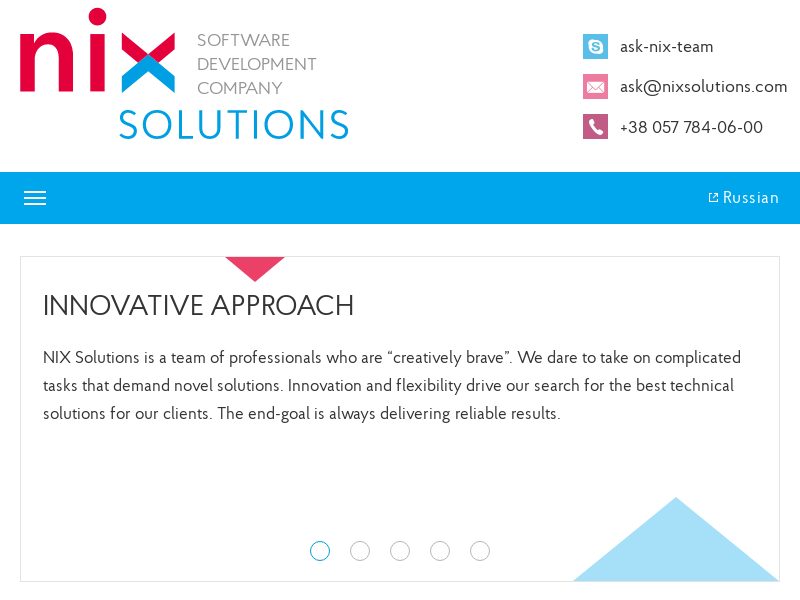 nix
SOFTWARE
DEVELOPMENT
COMPANY
SOLUTIONS
ask-nix-team
ask@nixsolutions.com
+38 057 784-06-00
Russian
INNOVATIVE APPROACH
NIX Solutions is a team of professionals who are “creatively brave”. We dare to take on complicated
tasks that demand novel solutions. Innovation and flexibility drive our search for the best technical
solutions for our clients. The end-goal is always delivering reliable results.